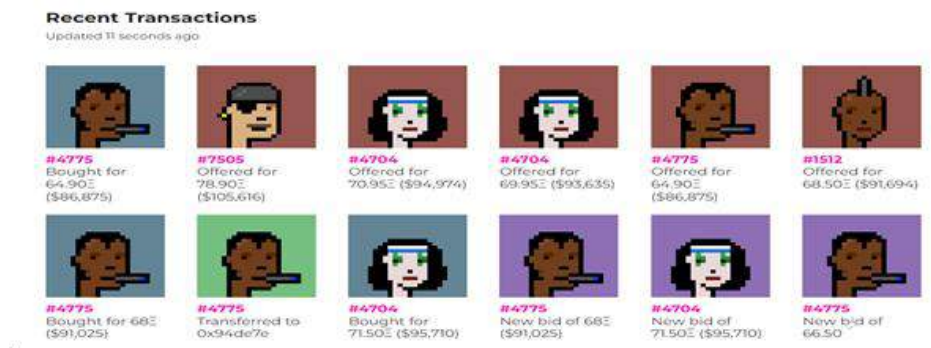 Recent Transactions
Updated 11 seconds ago
#4775
Bought for
64.90Ξ
($86,875)
#7505
Offered for
78.90Ξ
($105,616)
#4704
Offered for
70.95Ξ ($94,974)
#4704
Offered for
69.95Ξ ($93,635)
#4775
Offered for
64.90Ξ
($86,875)
#1512
Offered for
68.50Ξ ($91,694)
#4775
Bought for 68Ξ
($91,025)
#4775
Transferred to
0x94de7e
#4704
Bought for
71.50Ξ ($95,710)
#4775
New bid of 68Ξ
($91,025)
#4704
New bid of
71.50Ξ ($95,710)
#4775
New bid of
66.50